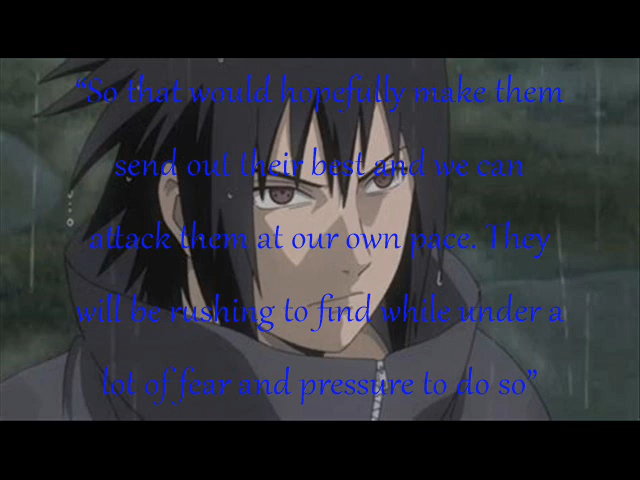 “So that would hopefully make them
send out their best and we can
attack them at our own pace. They
will be rushing to find while under a
lot of fear and pressure to do so”